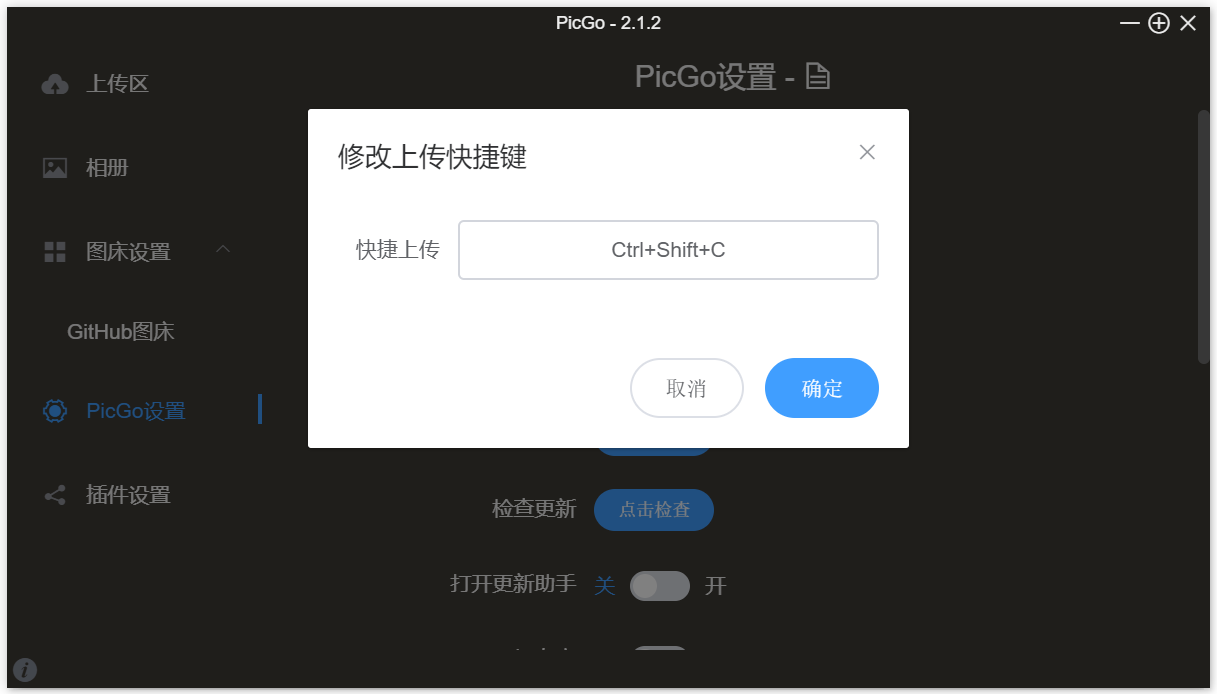 PicGo - 2.1.2
上传区
相册
图床设置
GitHub图床
PicGo设置
插件设置
PicGo设置 -
修改上传快捷键
快捷上传
Ctrl+Shift+C
取消
确定
检查更新
点击检查
打开更新助手
关
开